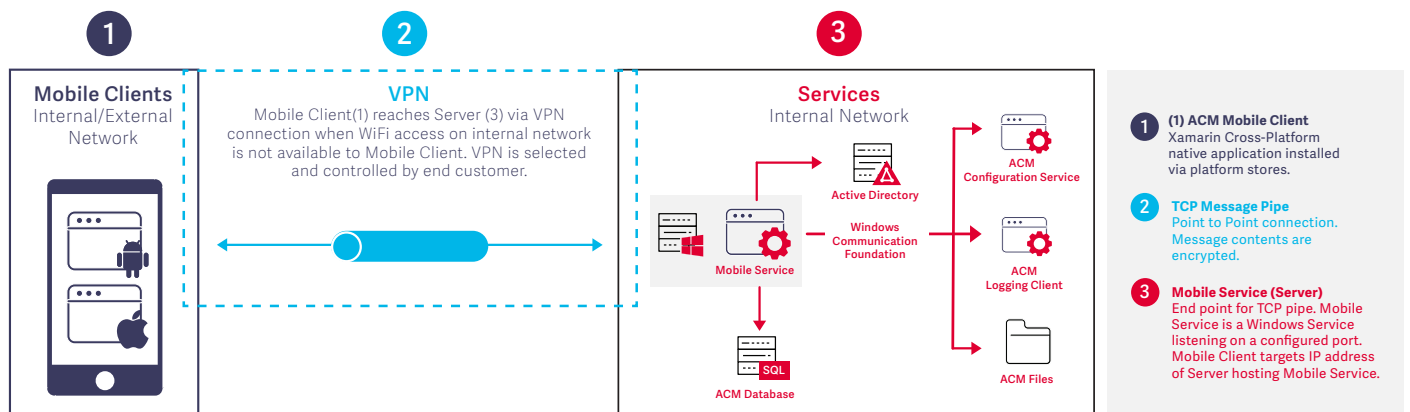 1
2
3
Mobile Clients
Internal/External
Network
VPN
Mobile Client(1) reaches Server (3) via VPN
connection when WiFi access on internal network
is not available to Mobile Client. VPN is selected
and controlled by end customer.
Services
Internal Network
Active Directory
Mobile Service
Windows
Communication
Foundation
SQL
ACM Database
ACM
Configuration Service
ACM
Logging Client
ACM Files
1
(1) ACM Mobile Client
Xamarin Cross-Platform
native application installed
via platform stores.
2
TCP Message Pipe
Point to Point connection.
Message contents are
encrypted.
3
Mobile Service (Server)
End point for TCP pipe. Mobile
Service is a Windows Service
listening on a configured port.
Mobile Client targets IP address
of Server hosting Mobile Service.